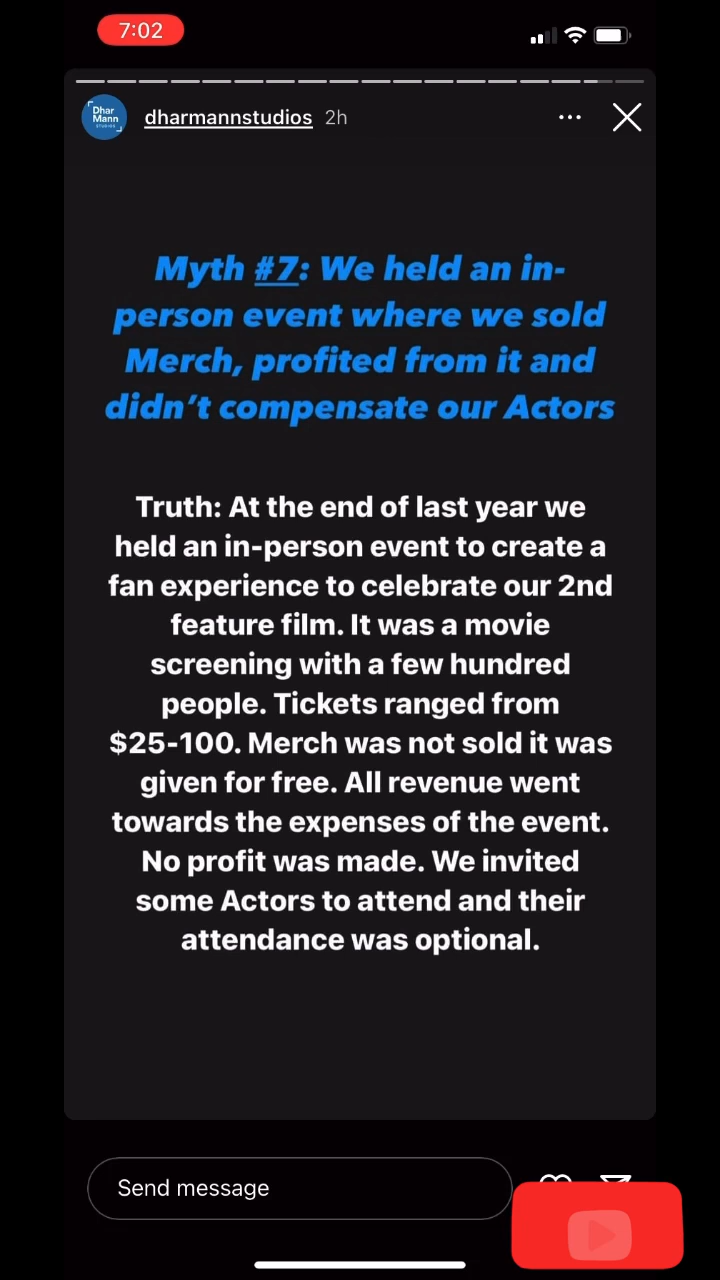 7:02
Dhar
Mann
STUDIOS
dharmannstudios 2h
Myth #7: We held an in-
person event where we sold
Merch, profited from it and
didn't compensate our Actors
Truth: At the end of last year we
held an in-person event to create a
fan experience to celebrate our 2nd
feature film. It was a movie
screening with a few hundred
people. Tickets ranged from
$25-100. Merch was not sold it was
given for free. All revenue went
towards the expenses of the event.
No profit was made. We invited
some Actors to attend and their
attendance was optional.
Send message